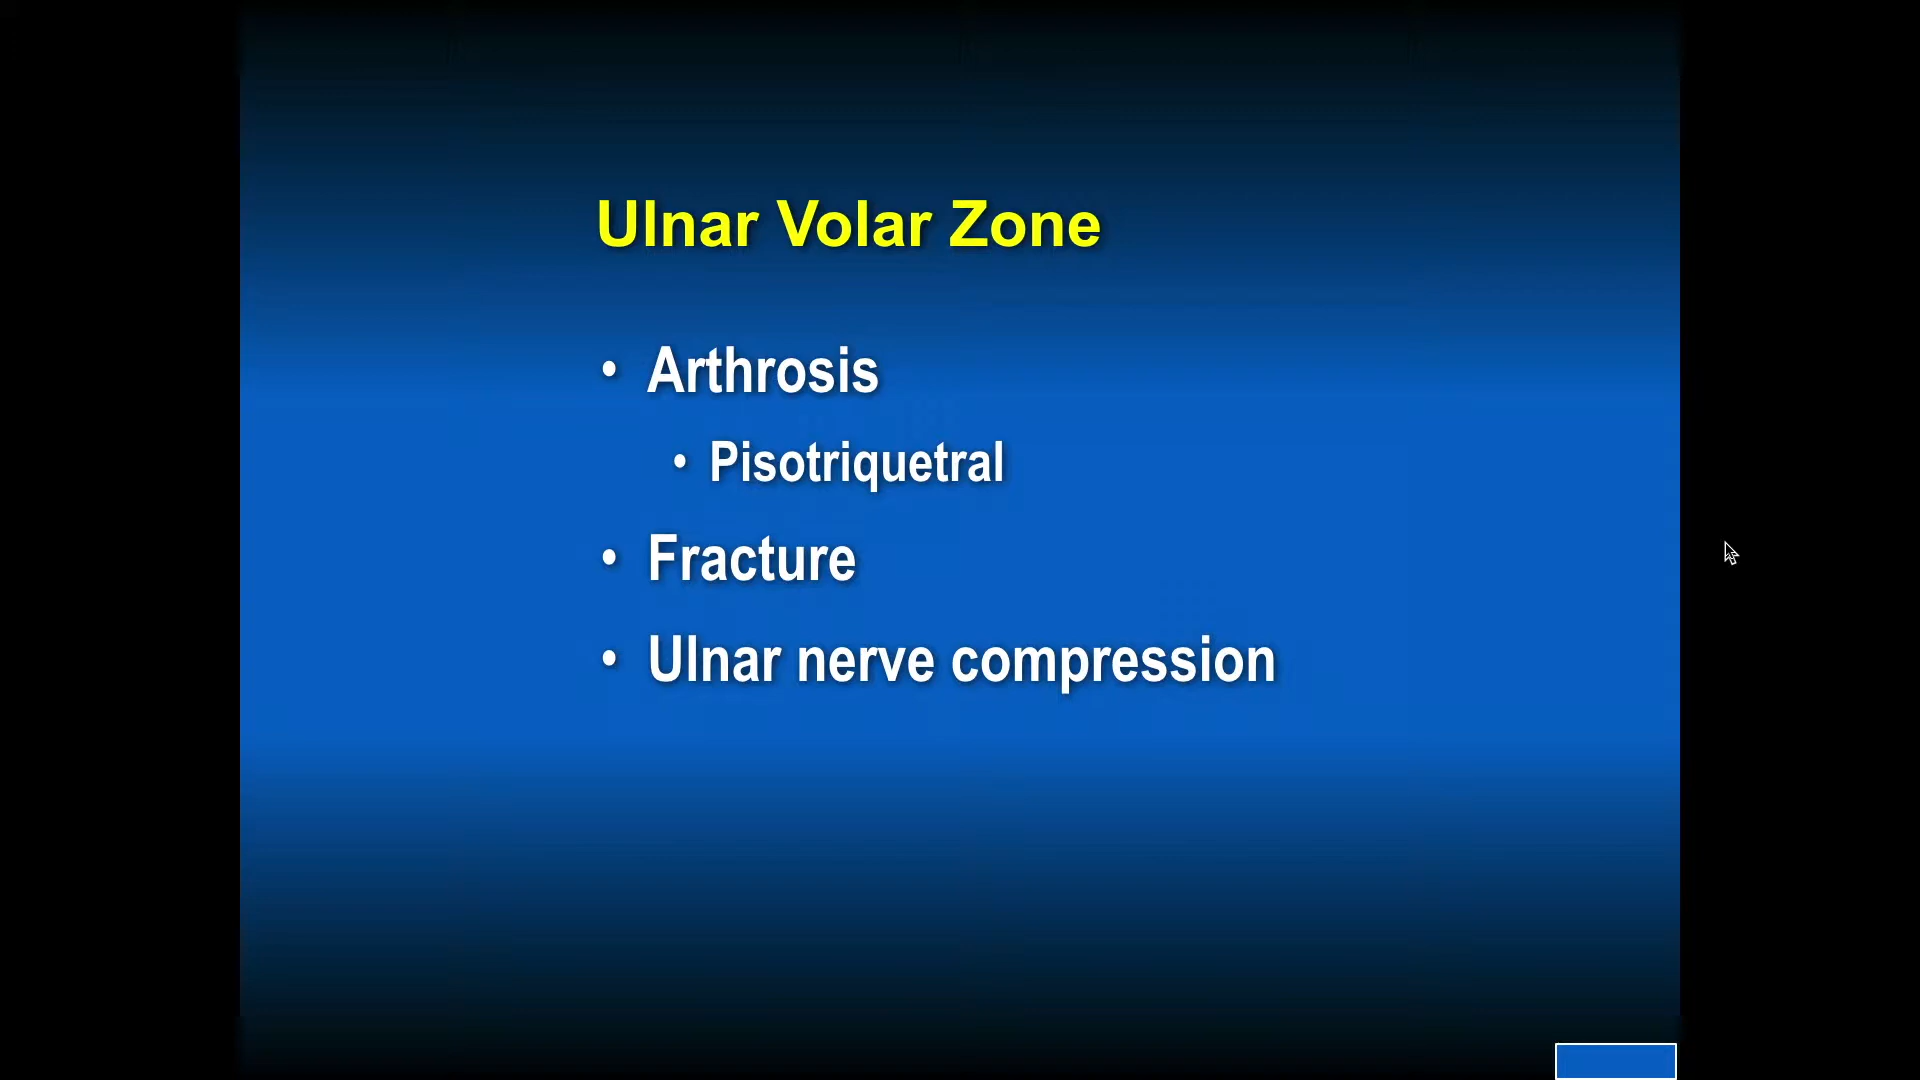 Ulnar Volar Zone
• Arthrosis
• Pisotriquetral
• Fracture
• Ulnar nerve compression